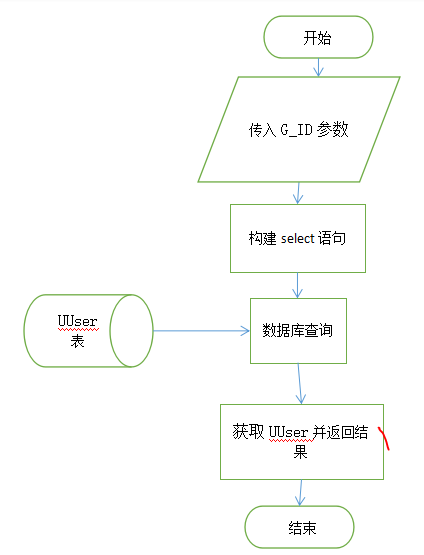 开始
传入 G_ID 参数
构建 select 语句
UUser
表
数据库查询
获取 UUser 并返回结
果
结束